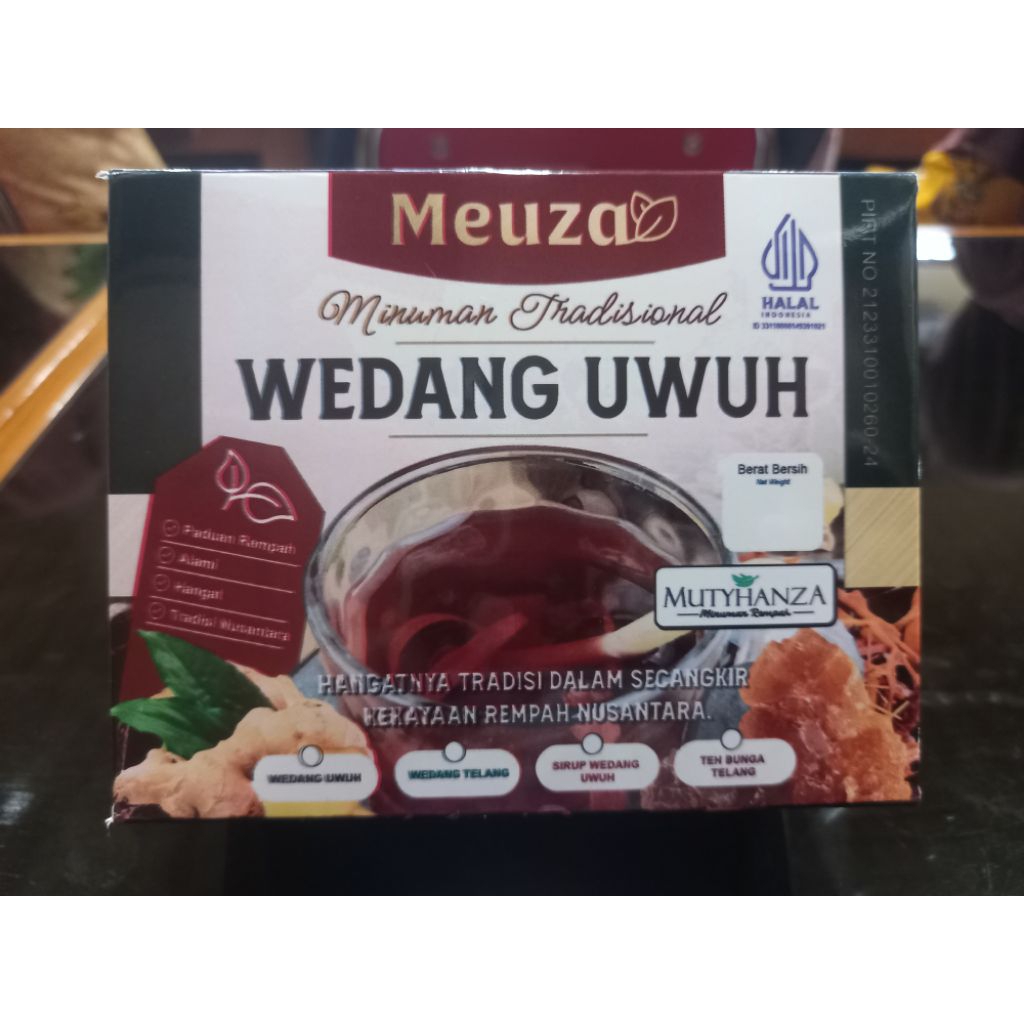 Meuza
Minuman Tradisional
WEDANG UWUH
HALAL
INDONESIA
PIRT NO 2123310010260-24
Berat Bersih
Net Weight
Paduan Rempah
Alami
Hangat
Tradisi Nusantara
MUTYHANZA
Minuman Rempah
HANGATNYA TRADISI DALAM SECANGKIR
KEKAYAAN REMPAH NUSANTARA.
WEDANG UWUH
WEDANG TELANG
SIRUP WEDANG
UWUH
TEH BUNGA
TELANG